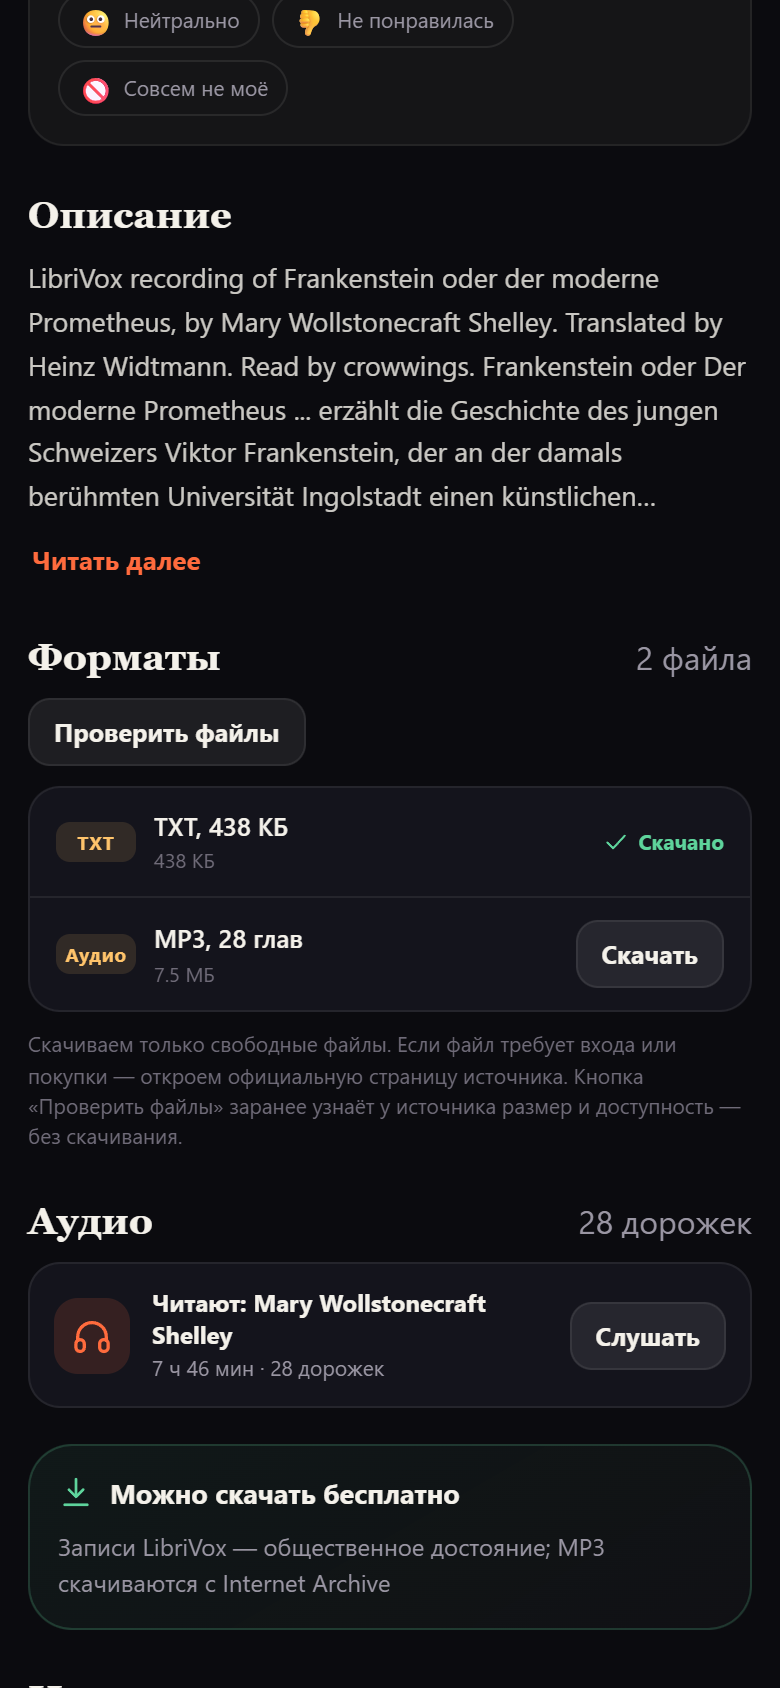 Нейтрально
Не понравилась
Совсем не моё
Описание
LibriVox recording of Frankenstein oder der moderne
Prometheus, by Mary Wollstonecraft Shelley. Translated by
Heinz Widtmann. Read by crowwings. Frankenstein oder Der
moderne Prometheus ... erzählt die Geschichte des jungen
Schweizers Viktor Frankenstein, der an der damals
berühmten Universität Ingolstadt einen künstlichen…
Читать далее
Форматы
2 файла
Проверить файлы
TXT
TXT, 438 КБ
438 КБ
Скачано
Аудио
MP3, 28 глав
7.5 МБ
Скачать
Скачиваем только свободные файлы. Если файл требует входа или
покупки — откроем официальную страницу источника. Кнопка
«Проверить файлы» заранее узнаёт у источника размер и доступность —
без скачивания.
Аудио
28 дорожек
Читают: Mary Wollstonecraft
Shelley
7 ч 46 мин · 28 дорожек
Слушать
Можно скачать бесплатно
Записи LibriVox — общественное достояние; MP3
скачиваются с Internet Archive